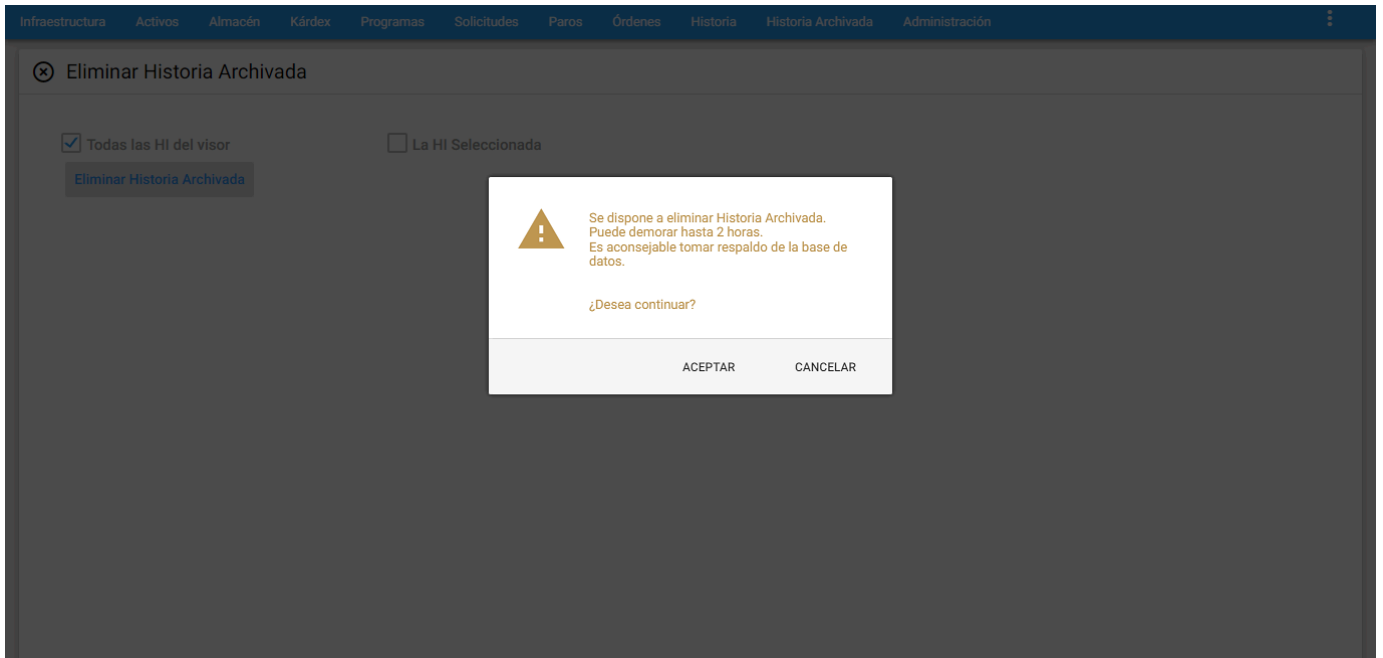 Infraestructura Activos Almacén Kárdex Programas Solicitudes Paros Órdenes Historia Historia Archivada Administración
Eliminar Historia Archivada
Todas las HI del visor La HI Seleccionada
Eliminar Historia Archivada
Se dispone a eliminar Historia Archivada.
Puede demorar hasta 2 horas.
Es aconsejable tomar respaldo de la base de
datos.
¿Desea continuar?
ACEPTAR CANCELAR